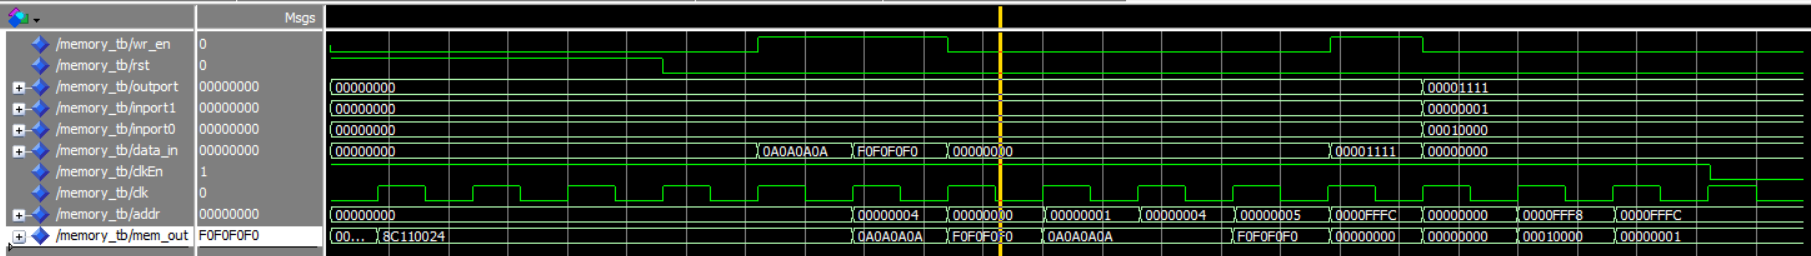 Msgs
/memory_tb/wr_en 0
/memory_tb/rst 0
/memory_tb/outport 00000000 00000000 00001111
/memory_tb/inport1 00000000 00000000 00000001
/memory_tb/inport0 00000000 00000000 00010000
/memory_tb/data_in 00000000 00000000 0A0A0A0A F0F0F0F0 00000000 00001111 00000000
/memory_tb/clkEn 1
/memory_tb/clk 0
/memory_tb/addr 00000000 00000000 00000004 00000000 00000001 00000004 00000005 0000FFFC 00000000 0000FFF8 0000FFFC
/memory_tb/mem_out F0F0F0F0 00... 8C110024 0A0A0A0A F0F0F0F0 0A0A0A0A F0F0F0F0 00000000 00000000 00010000 00000001